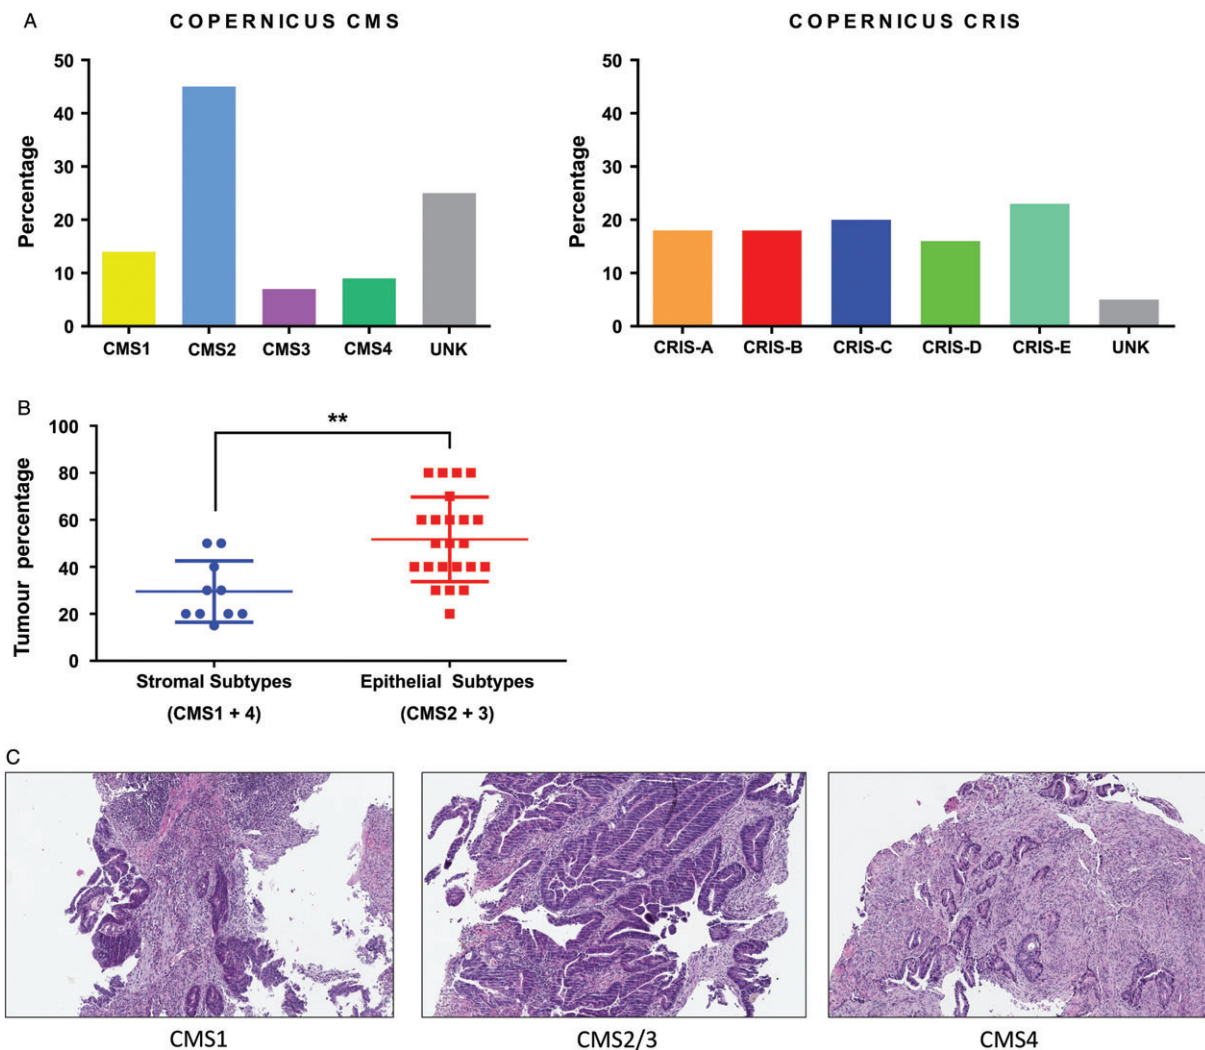 A
COPERNICUS CMS
Percentage
50
40
30
20
10
0
CMS1 CMS2 CMS3 CMS4 UNK
COPERNICUS CRIS
Percentage
50
40
30
20
10
0
CRIS-A CRIS-B CRIS-C CRIS-D CRIS-E UNK
B
**
Tumour percentage
100
80
60
40
20
0
Stromal Subtypes
(CMS1 + 4)
Epithelial Subtypes
(CMS2 + 3)
C
CMS1
CMS2/3
CMS4